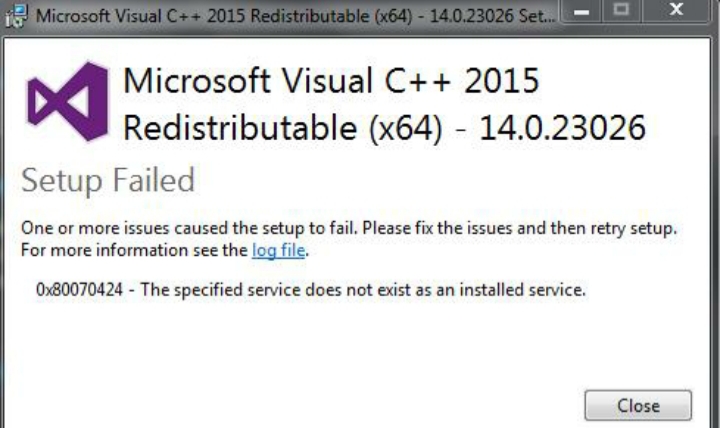 Microsoft Visual C++ 2015 Redistributable (x64) - 14.0.23026 Set...
Microsoft Visual C++ 2015
Redistributable (x64) - 14.0.23026
Setup Failed
One or more issues caused the setup to fail. Please fix the issues and then retry setup.
For more information see the log file.
0x80070424 - The specified service does not exist as an installed service.
Close